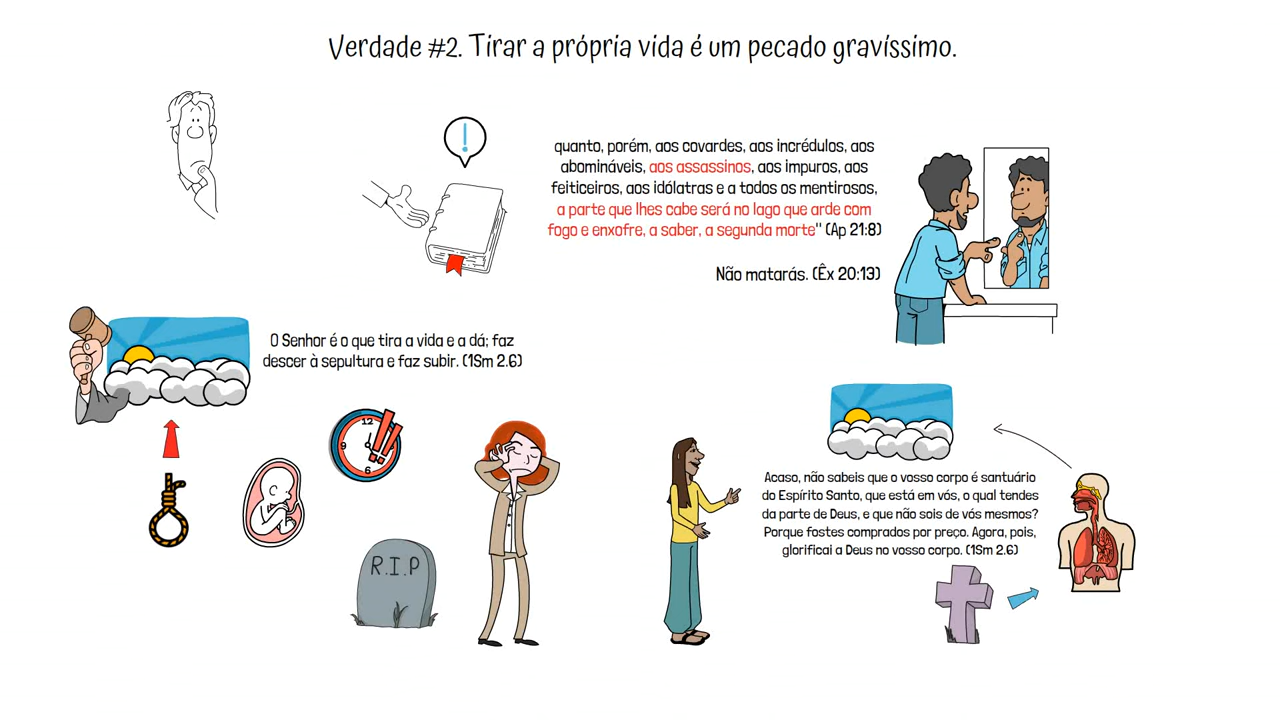 Verdade #2. Tirar a própria vida é um pecado gravíssimo.
!
quanto, porém, aos covardes, aos incrédulos, aos
abomináveis, aos assassinos, aos impuros, aos
feiticeiros, aos idólatras e a todos os mentirosos,
a parte que lhes cabe será no lago que arde com
fogo e enxofre, a saber, a segunda morte" (Ap 21:8)
Não matarás. (Êx 20:13)
O Senhor é o que tira a vida e a dá; faz
descer à sepultura e faz subir. (1Sm 2.6)
12
9
6
!!
R.I.P
Acaso, não sabeis que o vosso corpo é santuário
do Espírito Santo, que está em vós, o qual tendes
da parte de Deus, e que não sois de vós mesmos?
Porque fostes comprados por preço. Agora, pois,
glorificai a Deus no vosso corpo. (1Sm 2.6)